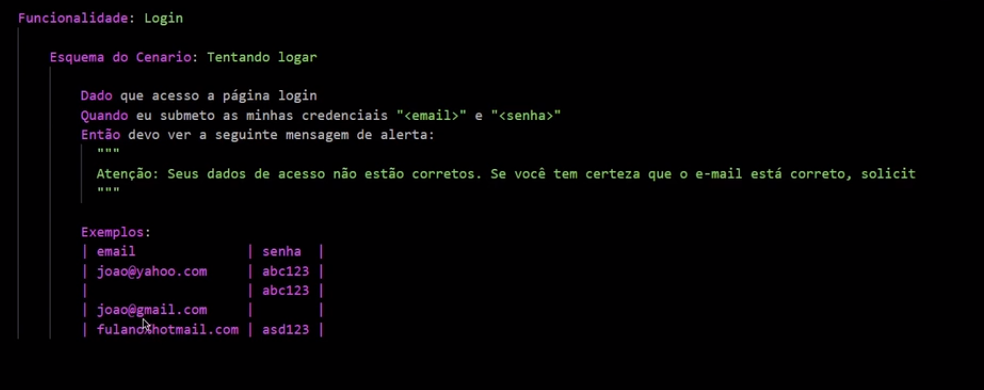 Funcionalidade: Login
Esquema do Cenario: Tentando logar
Dado que acesso a página login
Quando eu submeto as minhas credenciais "<email>" e "<senha>"
Então devo ver a seguinte mensagem de alerta:
"""
Atenção: Seus dados de acesso não estão corretos. Se você tem certeza que o e-mail está correto, solicit
"""
Exemplos:
| email | senha |
| joao@yahoo.com | abc123 |
| | abc123 |
| joao@gmail.com | |
| fulano&hotmail.com | asd123 |